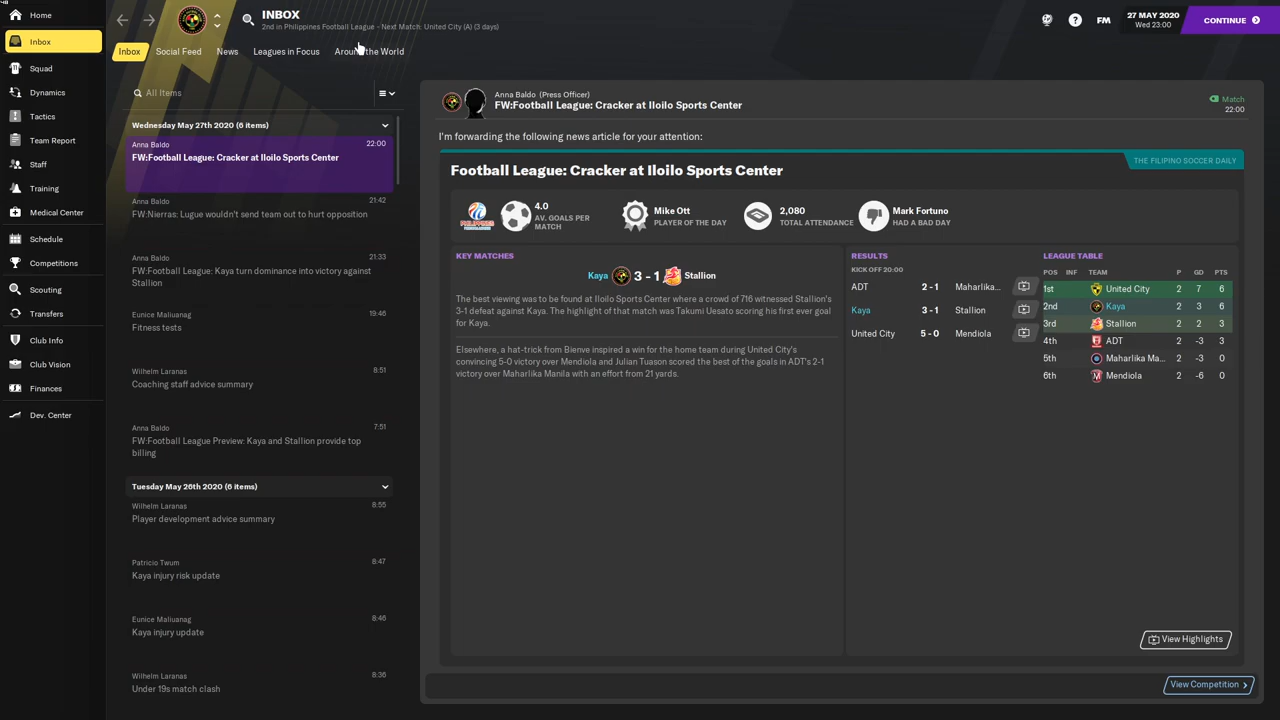 Home
Inbox
Squad
Dynamics
Tactics
Team Report
Staff
Training
Medical Center
Schedule
Competitions
Scouting
Transfers
Club Info
Club Vision
Finances
Dev. Center
INBOX
2nd in Philippines Football League - Next Match: United City (A) (3 days)
FM
27 MAY 2020
Wed 23:00
CONTINUE
Inbox
Social Feed
News
Leagues in Focus
Around the World
All Items
Wednesday May 27th 2020 (6 items)
Anna Baldo 22:00
FW:Football League: Cracker at Iloilo Sports Center
Anna Baldo 21:42
FW:Nierras: Lugue wouldn't send team out to hurt opposition
Anna Baldo 21:33
FW:Football League: Kaya turn dominance into victory against
Stallion
Eunice Maliuanag 19:46
Fitness tests
Wilhelm Laranas 8:51
Coaching staff advice summary
Anna Baldo 7:51
FW:Football League Preview: Kaya and Stallion provide top
billing
Tuesday May 26th 2020 (6 items)
Wilhelm Laranas 8:55
Player development advice summary
Patricio Twum 8:47
Kaya injury risk update
Eunice Maliuanag 8:46
Kaya injury update
Wilhelm Laranas 8:36
Under 19s match clash
Anna Baldo (Press Officer)
FW:Football League: Cracker at Iloilo Sports Center
Match
22:00
I'm forwarding the following news article for your attention:
THE FILIPINO SOCCER DAILY
Football League: Cracker at Iloilo Sports Center
4.0
AV. GOALS PER
MATCH
Mike Ott
PLAYER OF THE DAY
2,080
TOTAL ATTENDANCE
Mark Fortuno
HAD A BAD DAY
KEY MATCHES
Kaya 3 - 1 Stallion
The best viewing was to be found at Iloilo Sports Center where a crowd of 716 witnessed Stallion's
3-1 defeat against Kaya. The highlight of that match was Takumi Uesato scoring his first ever goal
for Kaya.
Elsewhere, a hat-trick from Bienve inspired a win for the home team during United City's
convincing 5-0 victory over Mendiola and Julian Tuason scored the best of the goals in ADT's 2-1
victory over Maharlika Manila with an effort from 21 yards.
RESULTS
KICK OFF 20:00
ADT 2 - 1 Maharlika...
Kaya 3 - 1 Stallion
United City 5 - 0 Mendiola
LEAGUE TABLE
POS INF TEAM P GD PTS
1st United City 2 7 6
2nd Kaya 2 3 6
3rd Stallion 2 2 3
4th ADT 2 -3 3
5th Maharlika Ma... 2 -3 0
6th Mendiola 2 -6 0
View Highlights
View Competition